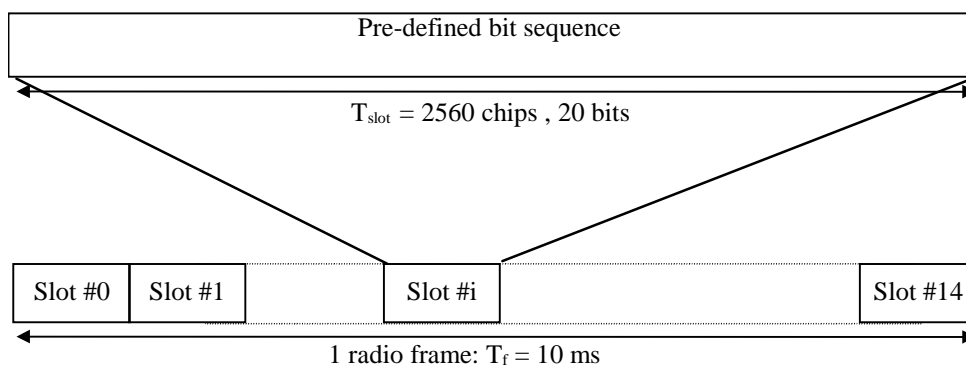 Pre-defined bit sequence
T_slot = 2560 chips , 20 bits
Slot #0 Slot #1 Slot #i Slot #14
1 radio frame: T_f = 10 ms